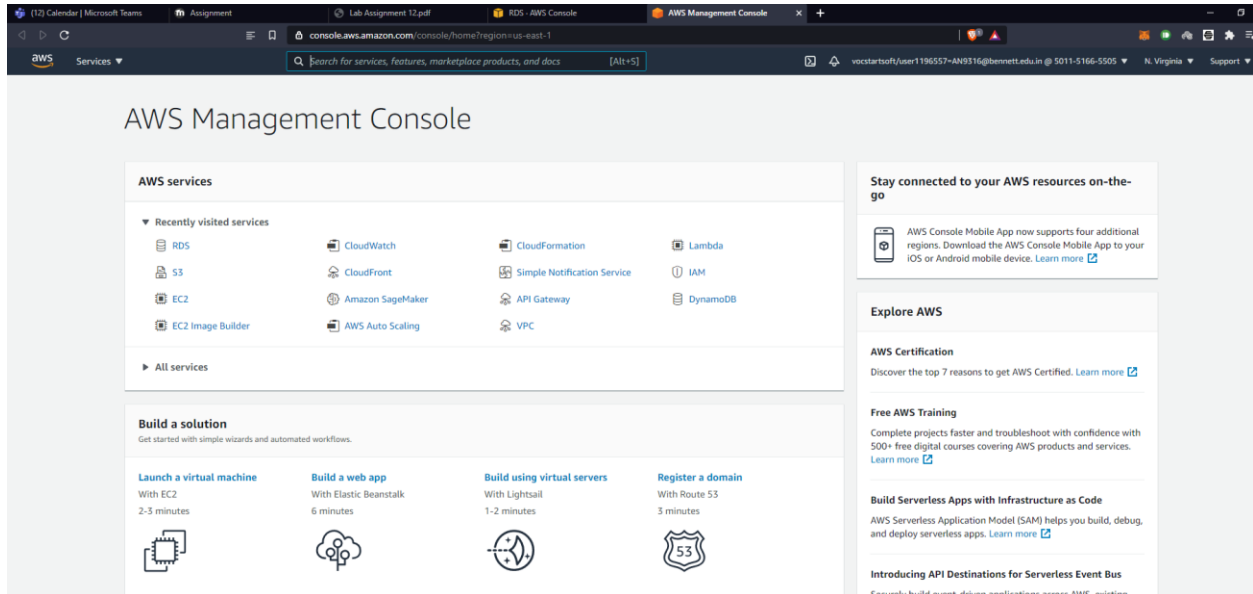 (12) Calendar | Microsoft Teams
Assignment
Lab Assignment 12.pdf
RDS - AWS Console
AWS Management Console
console.aws.amazon.com/console/home?region=us-east-1
aws
Services
Search for services, features, marketplace products, and docs
[Alt+S]
vocstartsoft/user1196557=AN9316@bennett.edu.in @ 5011-5166-5505
N. Virginia
Support
AWS Management Console
AWS services
Recently visited services
RDS
CloudWatch
CloudFormation
Lambda
S3
CloudFront
Simple Notification Service
IAM
EC2
Amazon SageMaker
API Gateway
DynamoDB
EC2 Image Builder
AWS Auto Scaling
VPC
All services
Build a solution
Get started with simple wizards and automated workflows.
Launch a virtual machine
With EC2
2-3 minutes
Build a web app
With Elastic Beanstalk
6 minutes
Build using virtual servers
With Lightsail
1-2 minutes
Register a domain
With Route 53
3 minutes
53
Stay connected to your AWS resources on-the-
go
AWS Console Mobile App now supports four additional
regions. Download the AWS Console Mobile App to your
iOS or Android mobile device. Learn more
Explore AWS
AWS Certification
Discover the top 7 reasons to get AWS Certified. Learn more
Free AWS Training
Complete projects faster and troubleshoot with confidence with
500+ free digital courses covering AWS products and services.
Learn more
Build Serverless Apps with Infrastructure as Code
AWS Serverless Application Model (SAM) helps you build, debug,
and deploy serverless apps. Learn more
Introducing API Destinations for Serverless Event Bus
Securely build event-driven applications across AWS, existing